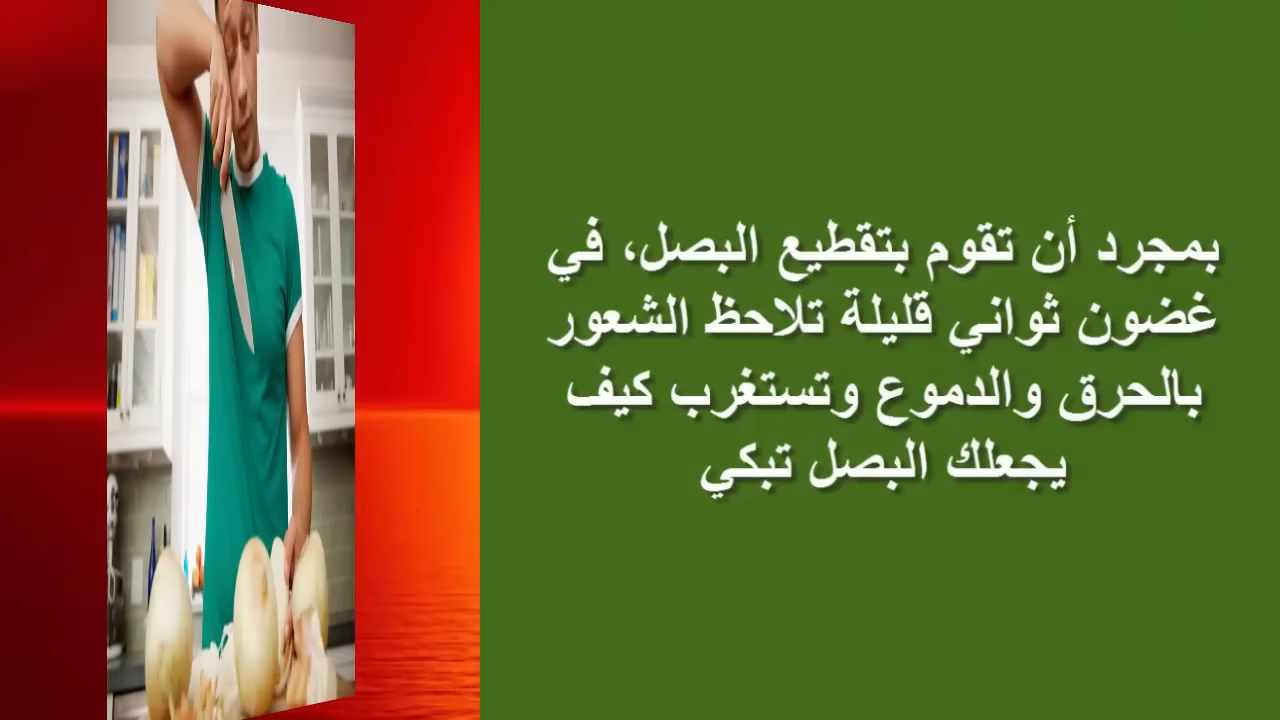 بمجرد أن تقوم بتقطيع البصل، في
غضون ثواني قليلة تلاحظ الشعور
بالحرق والدموع وتستغرب كيف
يجعلك البصل تبكي